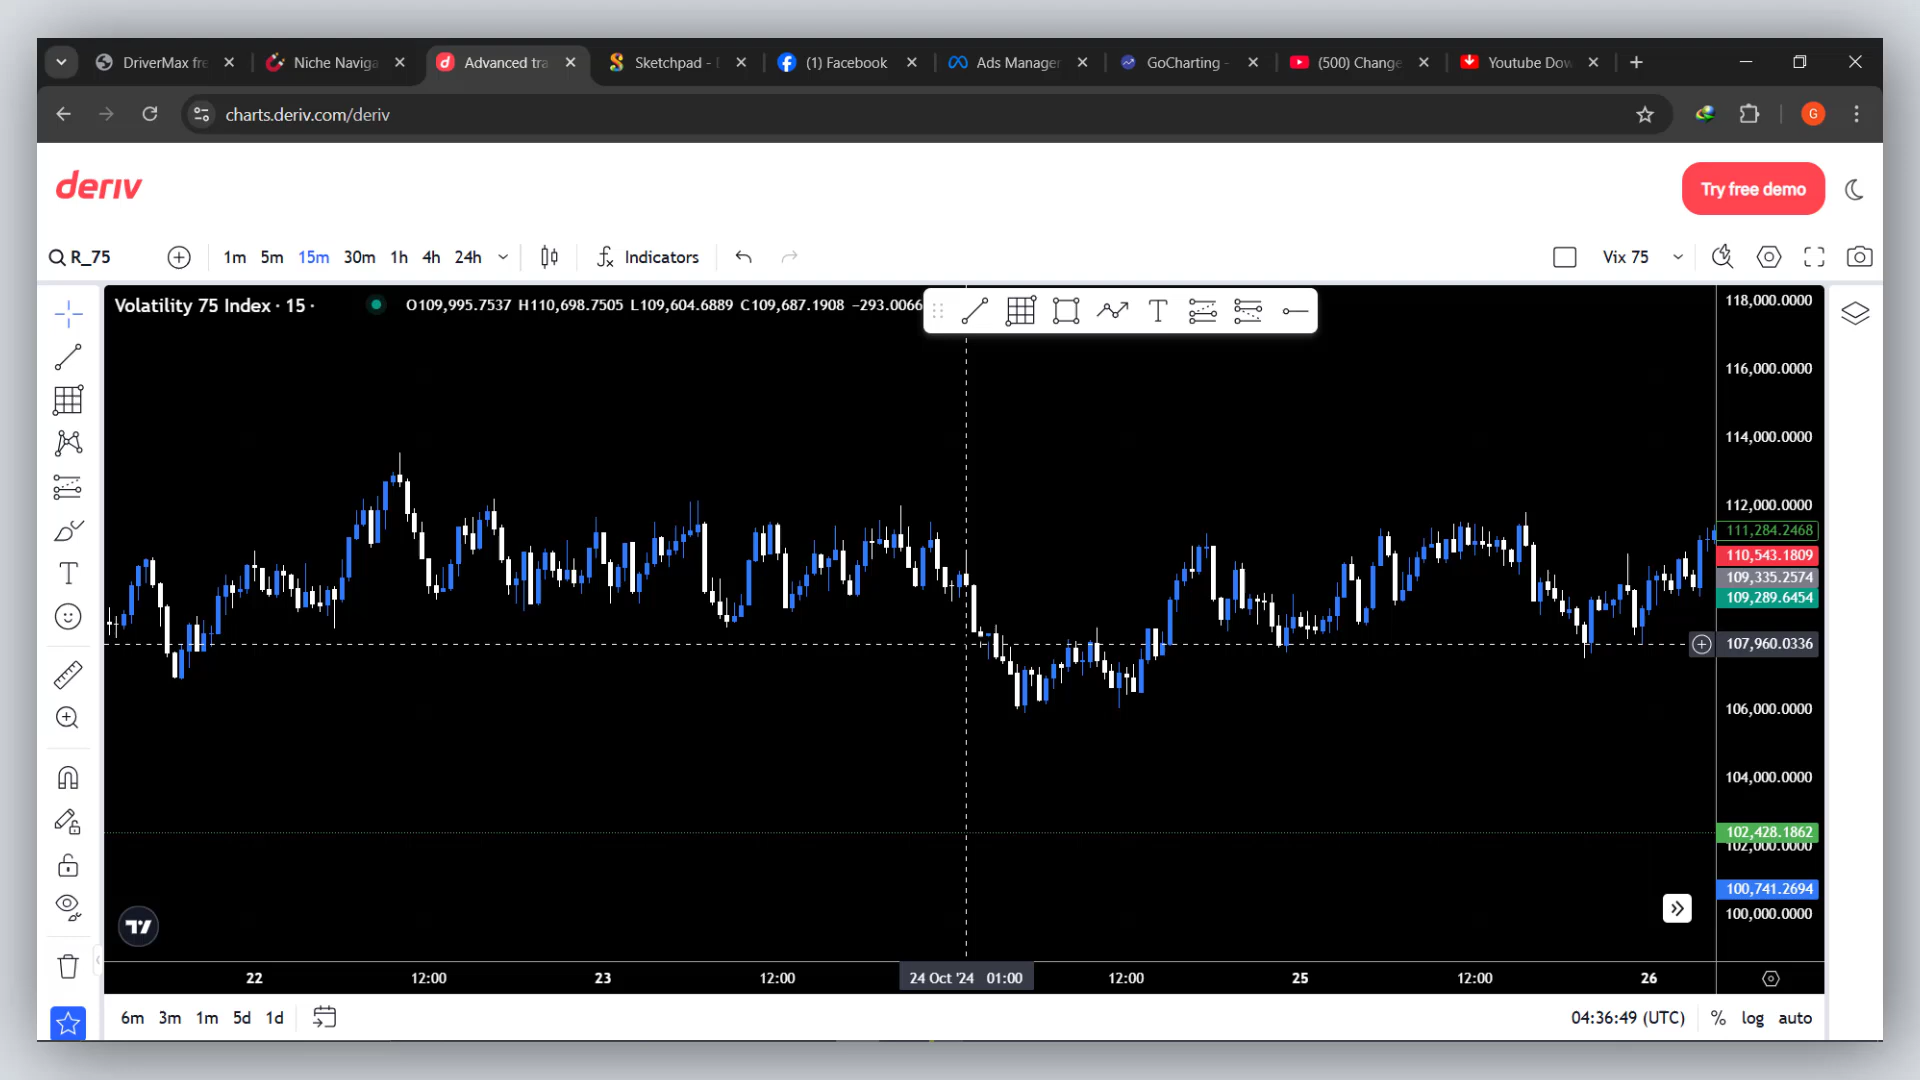 DriverMax fre
Niche Naviga
Advanced tra
Sketchpad -
(1) Facebook
Ads Manager
GoCharting -
(500) Change
Youtube Dow
charts.deriv.com/deriv
G
deriv
Try free demo
R_75
1m 5m 15m 30m 1h 4h 24h
Indicators
Vix 75
Volatility 75 Index · 15 ·
O109,995.7537 H110,698.7505 L109,604.6889 C109,687.1908 −293.0066
118,000.0000
116,000.0000
114,000.0000
112,000.0000
111,284.2468
110,543.1809
109,335.2574
109,289.6454
107,960.0336
106,000.0000
104,000.0000
102,428.1862
102,000.0000
100,741.2694
100,000.0000
22 12:00 23 12:00 24 Oct '24 01:00 12:00 25 12:00 26
6m 3m 1m 5d 1d
04:36:49 (UTC) % log auto